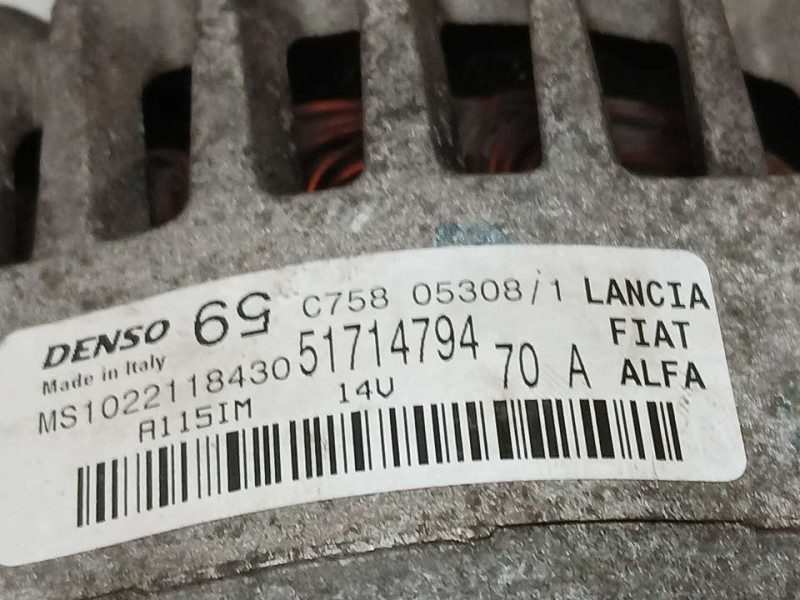 DENSO 65 C758 05308/1 LANCIA
Made in Italy 51714794 FIAT
MS1022118430 70 A ALFA
A115IM 14V